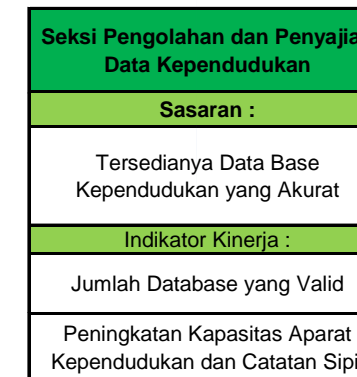 Seksi Pengolahan dan Penyajia
Data Kependudukan
Sasaran :
Tersedianya Data Base
Kependudukan yang Akurat
Indikator Kinerja :
Jumlah Database yang Valid
Peningkatan Kapasitas Aparat
Kependudukan dan Catatan Sipi